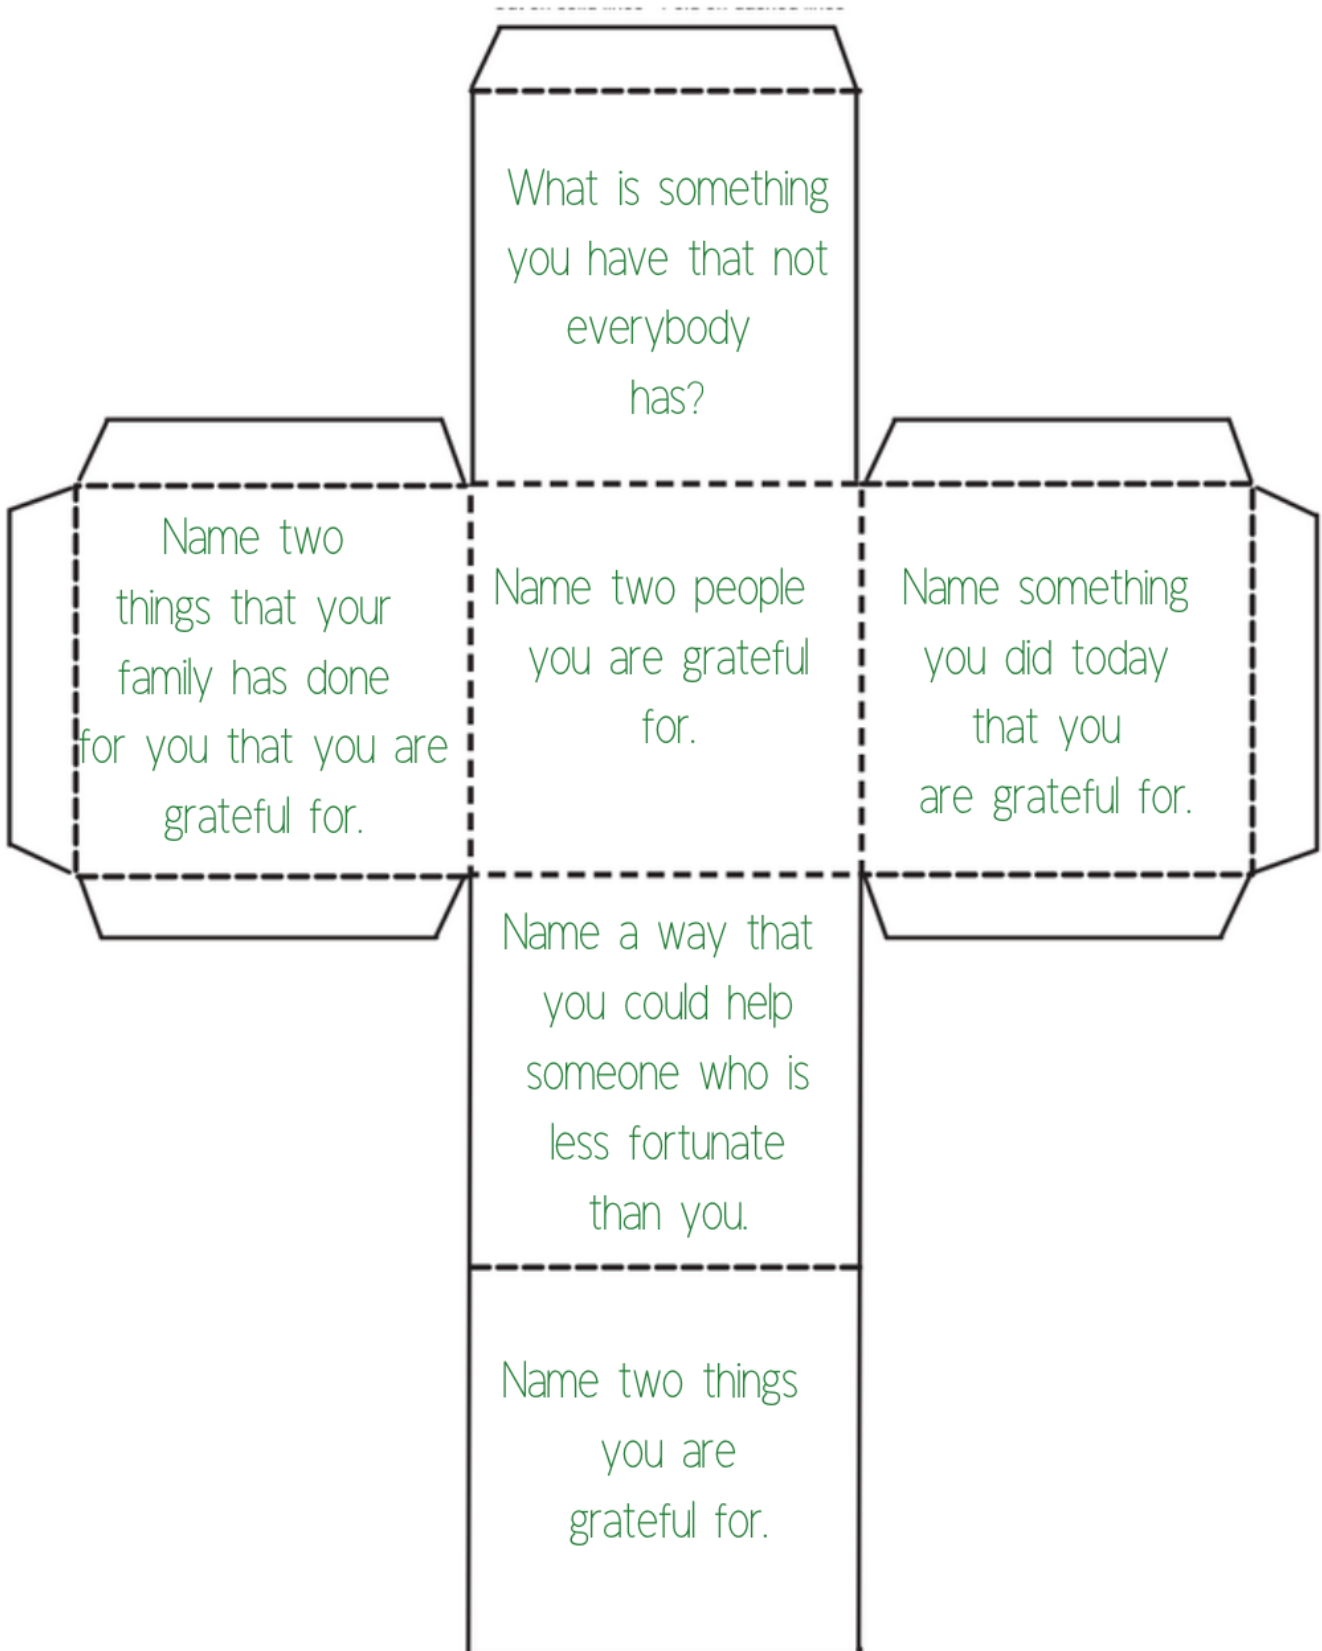 What is something
you have that not
everybody
has?
Name two
things that your
family has done
for you that you are
grateful for.
Name two people
you are grateful
for.
Name something
you did today
that you
are grateful for.
Name a way that
you could help
someone who is
less fortunate
than you.
Name two things
you are
grateful for.